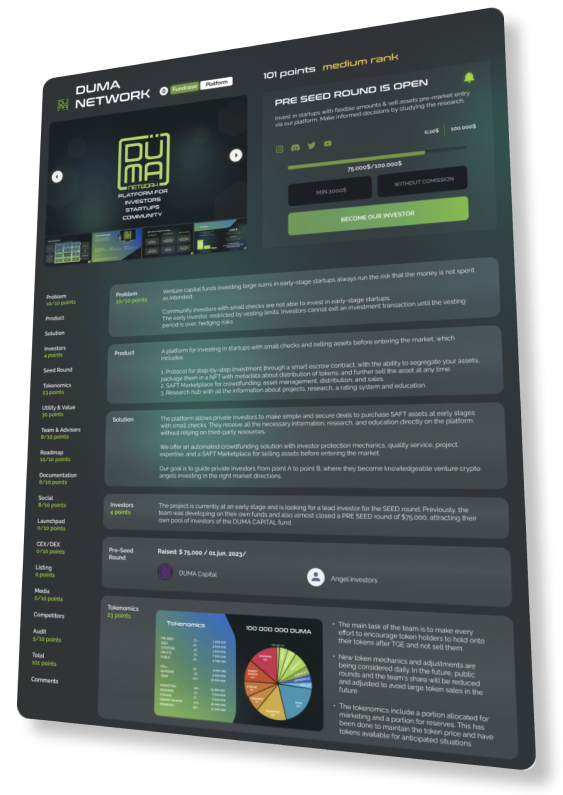 DUMA
NETWORK
Fundraise
Platform
101 points medium rank
PRE SEED ROUND IS OPEN
Invest in startups with flexible amounts & sell assets pre-market entry
via our platform. Make informed decisions by studying the research.
0,10$ 100.000$
75.000$/100.000$
MIN 1000$
WITHOUT COMISSION
BECOME OUR INVESTOR
DÜ
MA
NETWORK
PLATFORM FOR
INVESTORS
STARTUPS
COMMUNITY
Problem
10/10 points
Product
Solution
Investors
4 points
Seed Round
Tokenomics
23 points
Utility & Value
30 points
Team & Advisors
Roadmap
10/10 points
Documentation
Social
8/10 points
Launchpad
0/10 points
CEX/DEX
0/10 points
Listing
Media
0/10 points
Competitors
Audit
5/10 points
Total
101 points
Comments
Problem
10/10 points
Venture capital funds investing large sums in early-stage startups always run the risk that the money is not spent
as intended
Community investors with small checks are not able to invest in early-stage startups.
The early investor restricted by vesting limits. Investors cannot exit an investment transaction until the vesting
period is over, hedging risks
Product
A platform for investing in startups with small checks and selling assets before entering the market, which
includes:
1. Protocol for step-by-step investment through a smart escrow contract, with the ability to segregate your assets,
package them in a NFT with metadata about distribution of tokens, and further sell the asset at any time.
2. SAFT Marketplace for crowdfunding, asset management, distribution, and sales.
3. Research hub with all the information about projects, research, a rating system and education.
Solution
The platform allows private investors to make simple and secure deals to purchase SAFT assets at early stages
with small checks. They receive all the necessary information, research, and education directly on the platform,
without relying on third-party resources.
We offer an automated crowdfunding solution with investor protection mechanics, quality service, project
expertise, and a SAFT Marketplace for selling assets before entering the market.
Our goal is to guide private investors from point A to point B, where they become knowledgeable venture crypto
angels investing in the right market directions.
Investors
4 points
The project is currently at an early stage and is looking for a lead investor for the SEED round. Previously, the
team was developing on their own funds and also almost closed a PRE SEED round of $75,000, attracting their
own pool of investors of the DUMA CAPITAL fund.
Pre-Seed
Round
Raised: $ 75,000 / 01 jun, 2023/
DUMA Capital
Angel investors
Tokenomics
23 points
Tokenomics
100 000 000 DUMA
• The main task of the team is to make every
effort to encourage token holders to hold onto
their tokens after TGE and not sell them.
• New token mechanics and adjustments are
being considered daily. In the future, public
rounds and the team's share will be reduced
and adjusted to avoid large token sales in the
future
• The tokenomics include a portion allocated for
marketing and a portion for reserves. This has
been done to maintain the token price and have
tokens available for anticipated situations